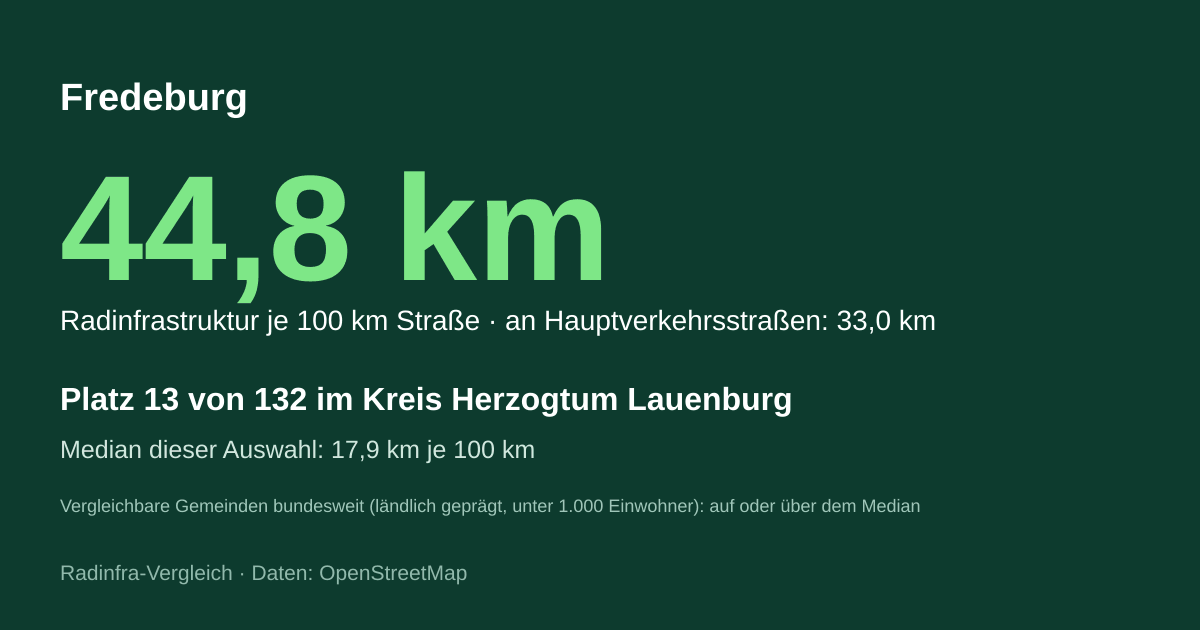 Fredeburg
44,8 km
Radinfrastruktur je 100 km Straße · an Hauptverkehrsstraßen: 33,0 km
Platz 13 von 132 im Kreis Herzogtum Lauenburg
Median dieser Auswahl: 17,9 km je 100 km
Vergleichbare Gemeinden bundesweit (ländlich geprägt, unter 1.000 Einwohner): auf oder über dem Median
Radinfra-Vergleich · Daten: OpenStreetMap